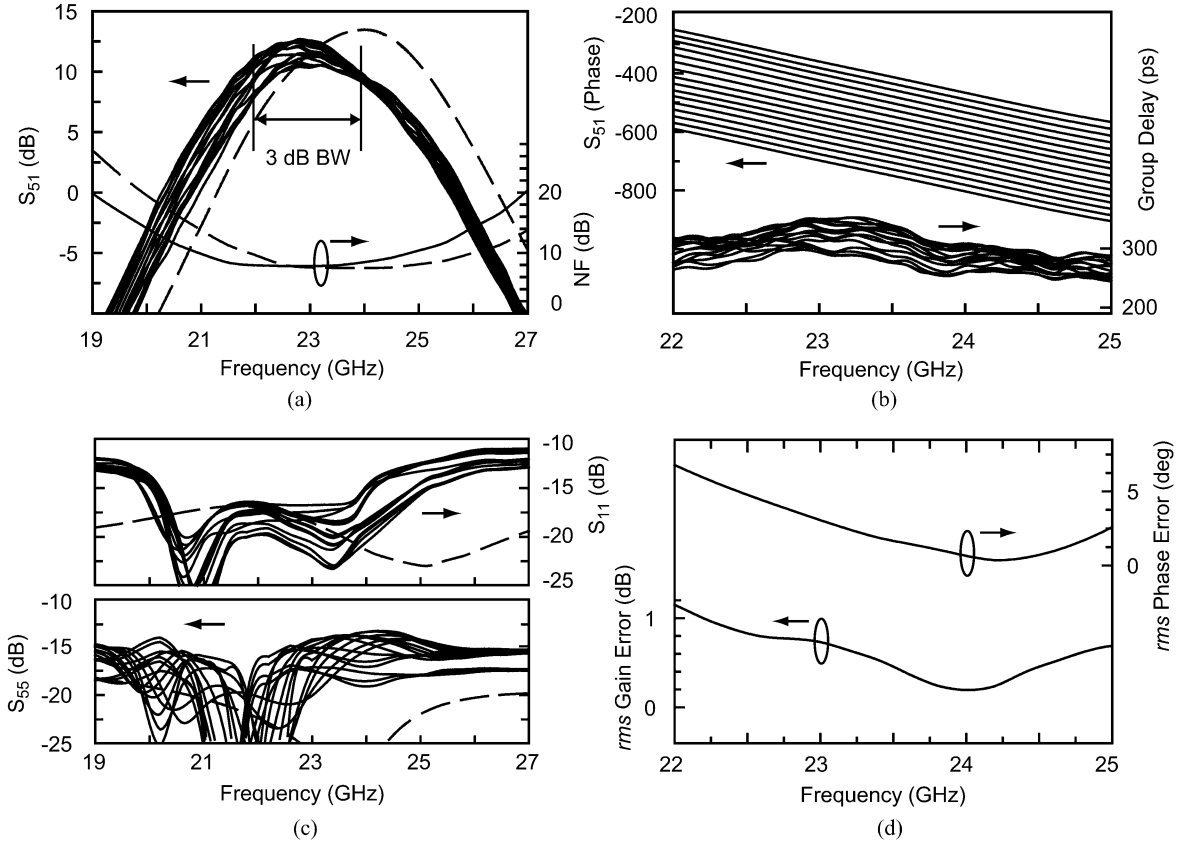 15
10
5
0
-5
S51 (dB)
3 dB BW
20
10
0
NF (dB)
19
21
23
25
27
Frequency (GHz)
(a)
-200
-400
-600
-800
S51 (Phase)
300
200
Group Delay (ps)
22
23
24
25
Frequency (GHz)
(b)
-10
-15
-20
-25
S11 (dB)
-10
-15
-20
-25
S55 (dB)
19
21
23
25
27
Frequency (GHz)
(c)
1
0
rms Gain Error (dB)
5
0
rms Phase Error (deg)
22
23
24
25
Frequency (GHz)
(d)